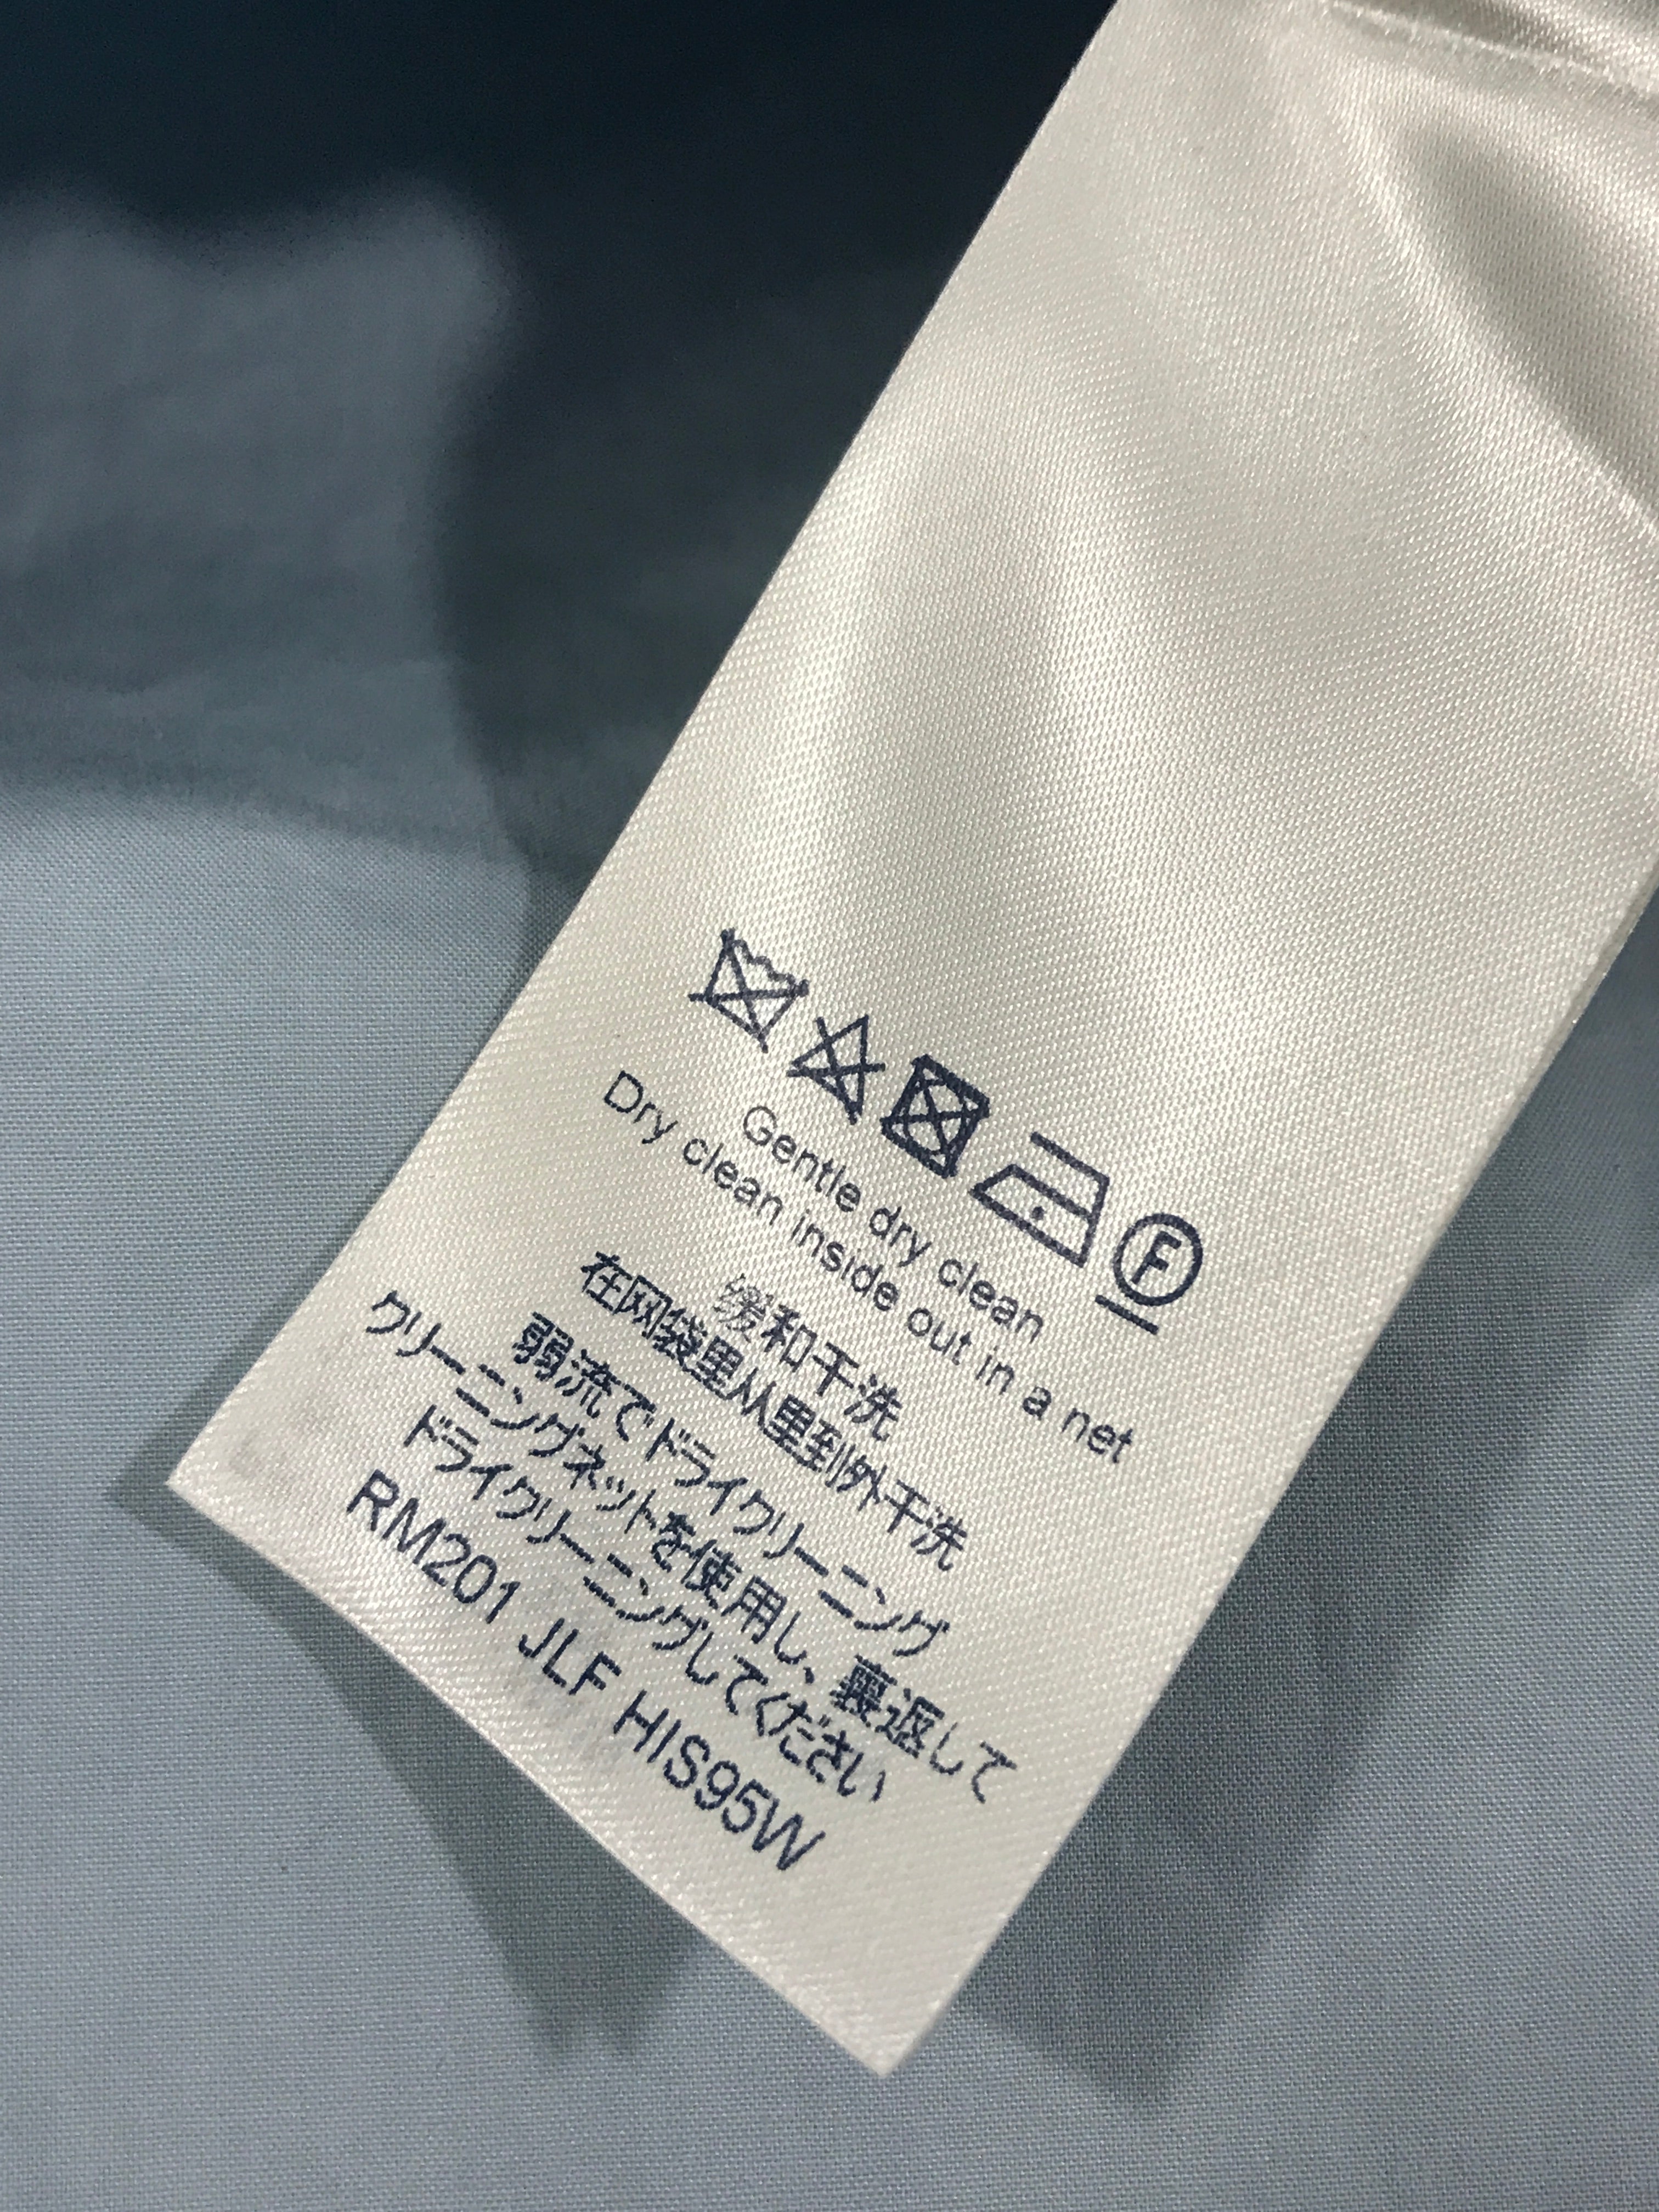 F
Gentle dry clean
Dry clean inside out in a net
缓和干洗
在网袋里从里到外干洗
弱流でドライクリーニング
クリーニングネットを使用し、裏返して
ドライクリーニングしてください
RM201 JLF HIS95W